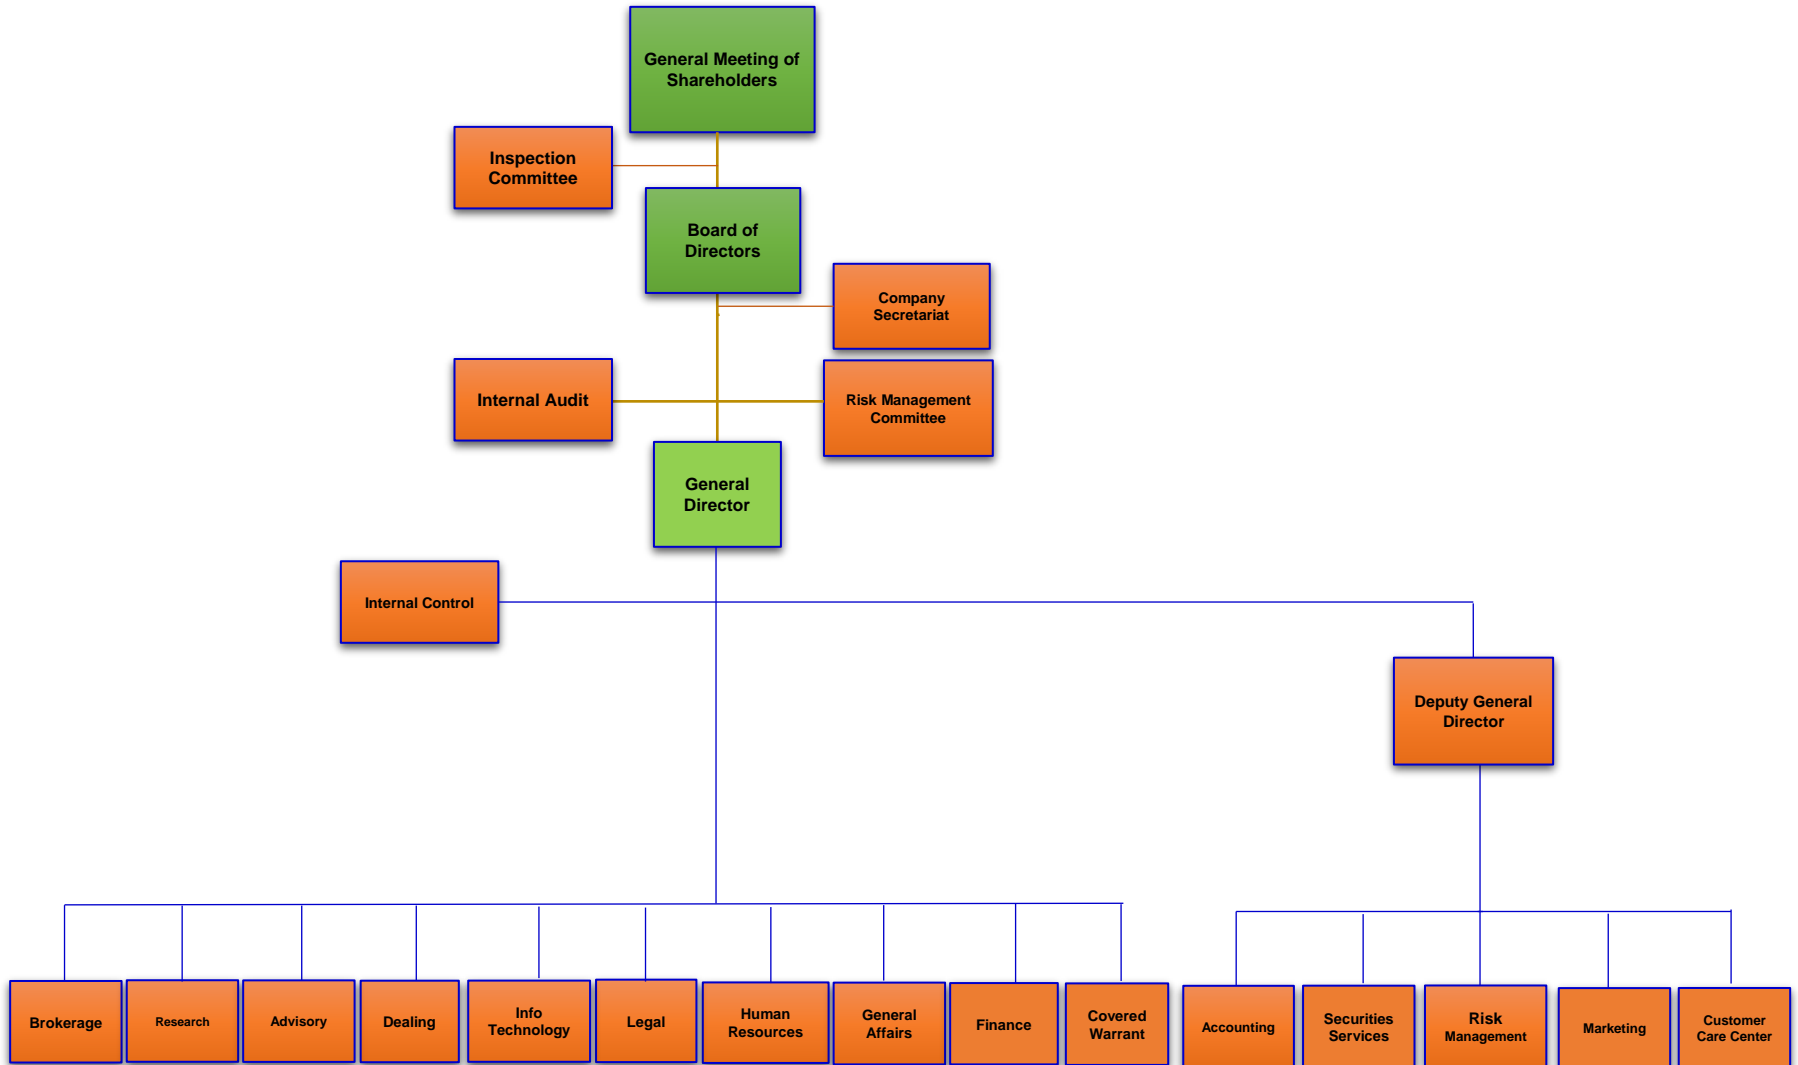 General Meeting of
Shareholders
Inspection
Committee
Board of
Directors
Company
Secretariat
Internal Audit
Risk Management
Committee
General
Director
Internal Control
Deputy General
Director
Brokerage
Research
Advisory
Dealing
Info
Technology
Legal
Human
Resources
General
Affairs
Finance
Covered
Warrant
Accounting
Securities
Services
Risk
Management
Marketing
Customer
Care Center